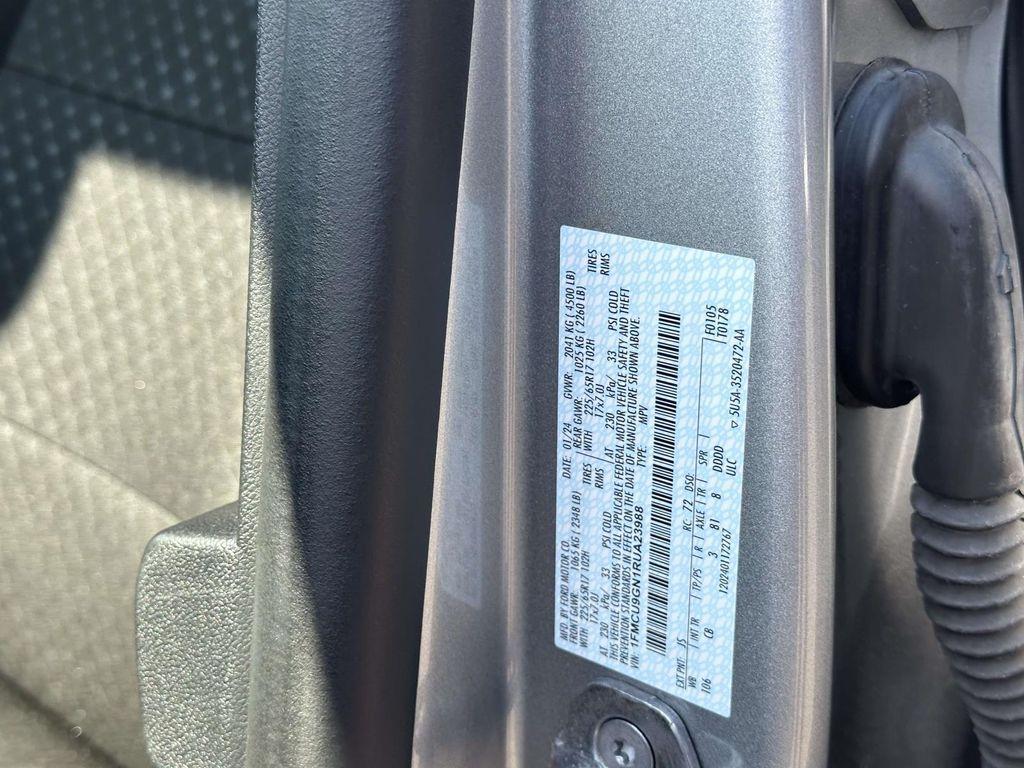 MFD. BY FORD MOTOR CO. DATE: 01/24 GVWR: 2041 KG ( 4500 LB)
FRONT GAWR: 1065 KG ( 2348 LB) REAR GAWR: 1025 KG ( 2260 LB)
WITH 225/65R17 102H TIRES WITH 225/65R17 102H TIRES
17x7.0J RIMS 17x7.0J RIMS
AT 230 kPa/ 33 PSI COLD AT 230 kPa/ 33 PSI COLD
THIS VEHICLE CONFORMS TO ALL APPLICABLE FEDERAL MOTOR VEHICLE SAFETY AND THEFT
PREVENTION STANDARDS IN EFFECT ON THE DATE OF MANUFACTURE SHOWN ABOVE.
VIN: 1FMCU9GN1RUA23988 TYPE: MPV
EXT PNT: JS RC: 72 DSO: F0105
WB INT TR TP/PS R AXLE TR SPR T0178
106 CB 3 81 8 DDDD
120240117276 ULC ▽ 5U5A-3520472-AA